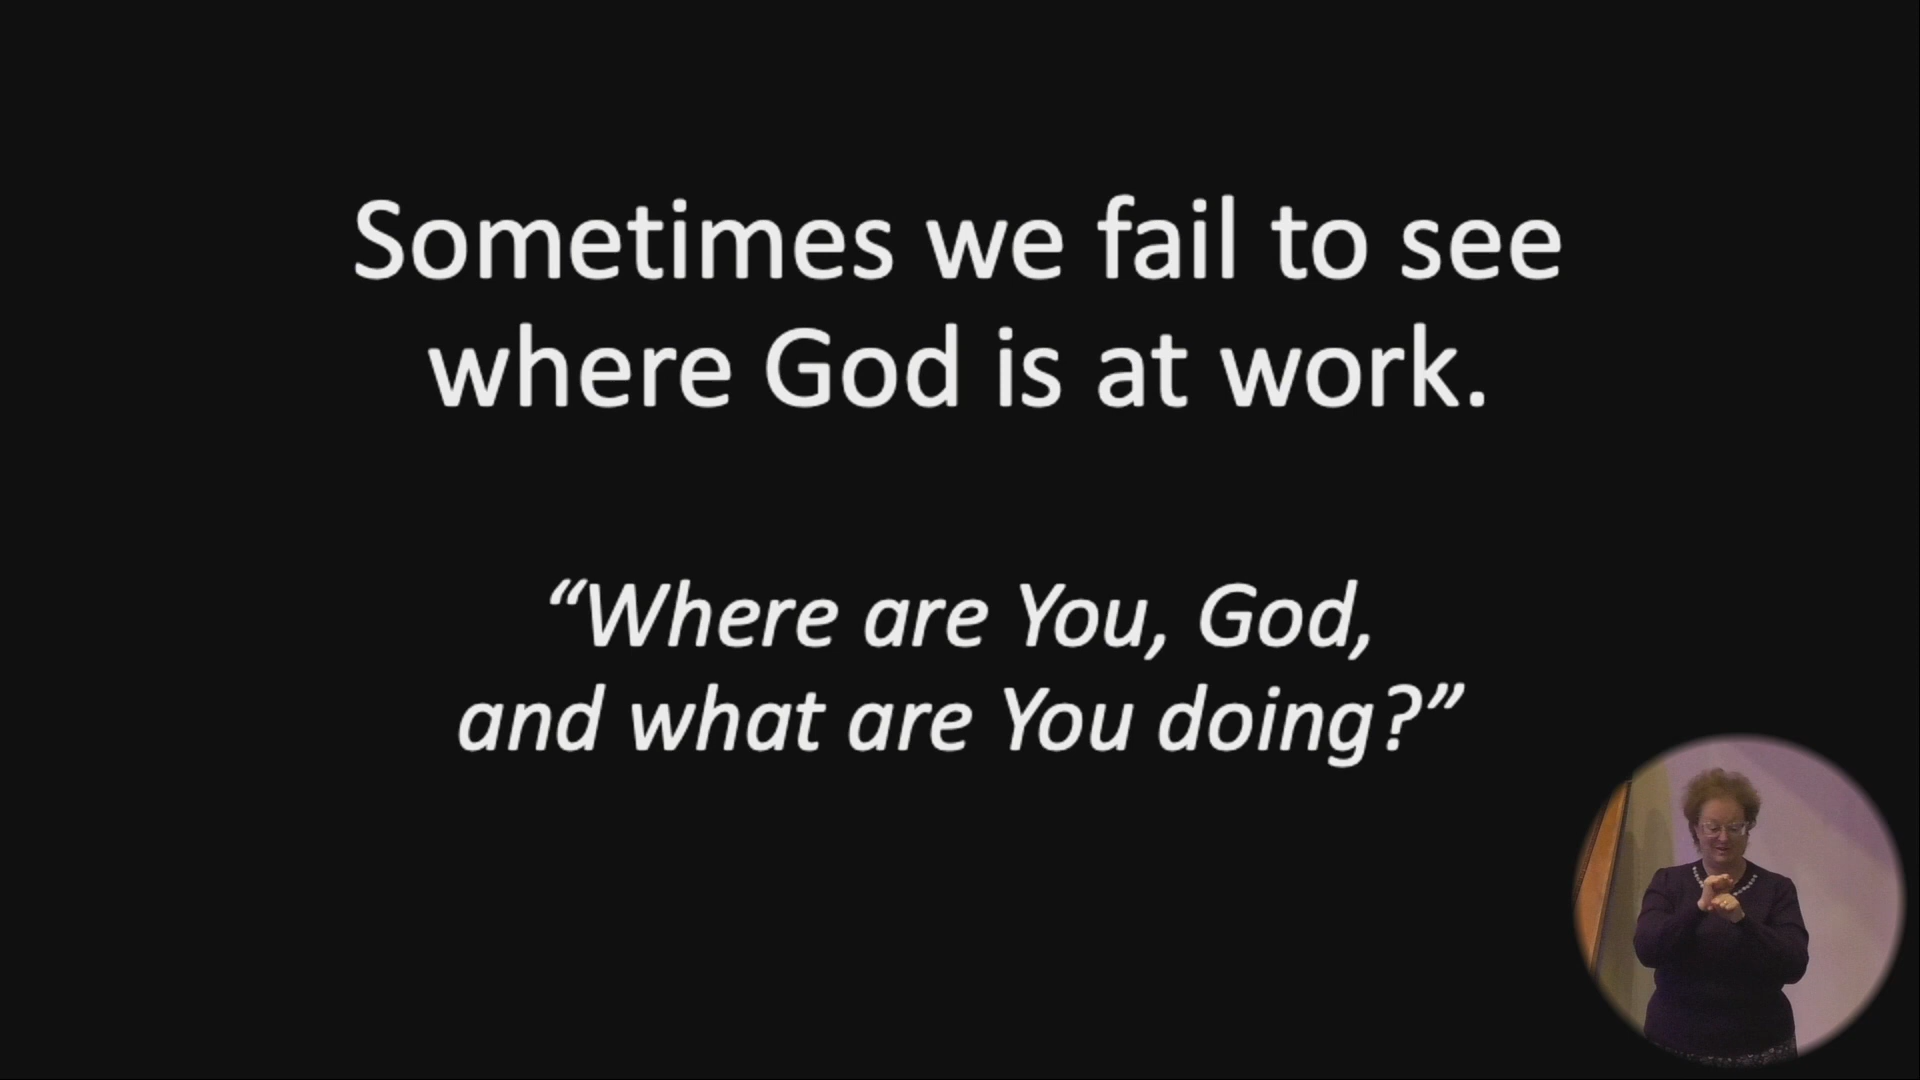 Sometimes we fail to see
where God is at work.
“Where are You, God,
and what are You doing?”